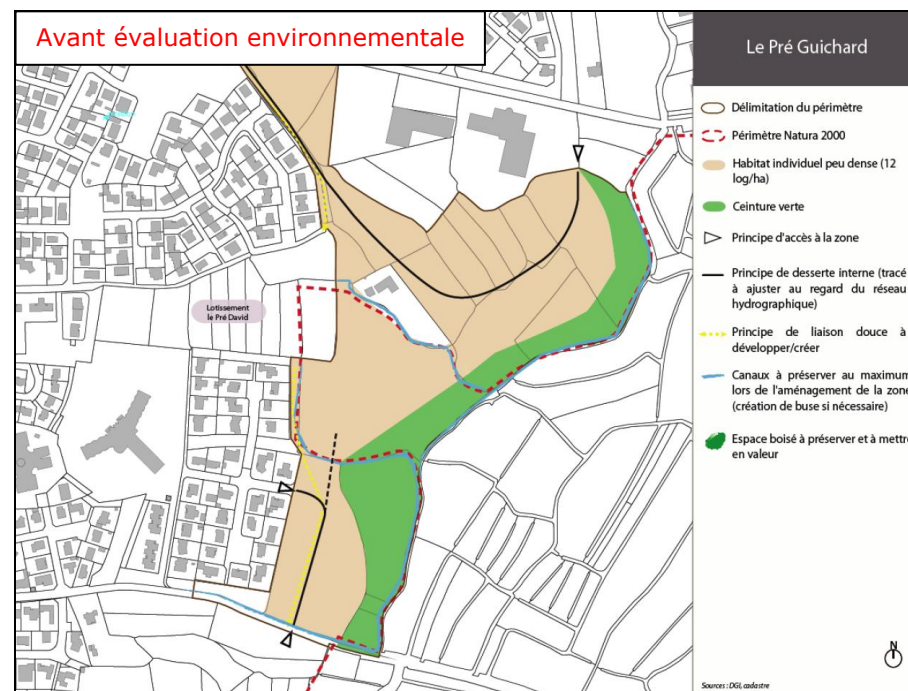 Avant évaluation environnementale
Le Pré Guichard
Délimitation du périmètre
Périmètre Natura 2000
Habitat individuel peu dense (12
log/ha)
Ceinture verte
Principe d'accès à la zone
Principe de desserte interne (tracé
à ajuster au regard du réseau
hydrographique)
Principe de liaison douce à
développer/créer
Canaux à préserver au maximum
lors de l'aménagement de la zone
(création de buse si nécessaire)
Espace boisé à préserver et à mettre
en valeur
Lotissement
le Pré David
N
Sources : DGI, cadastre